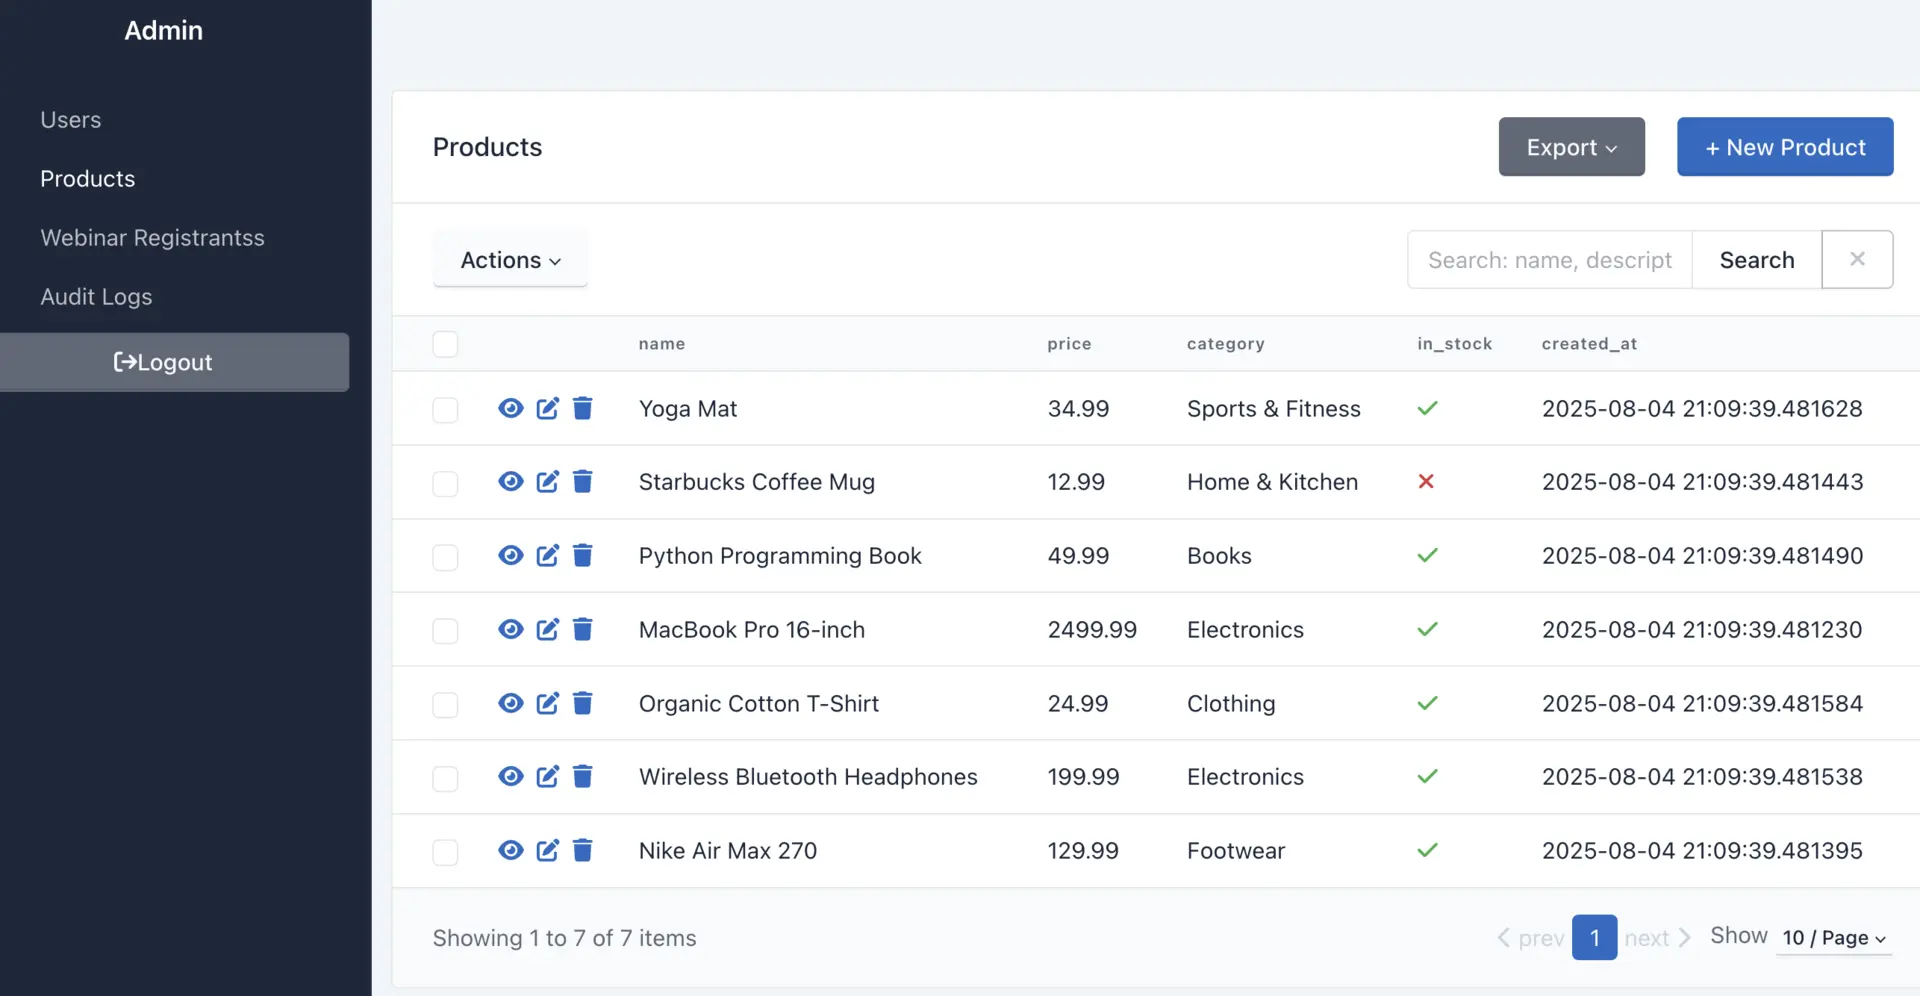 Admin
Users
Products
Webinar Registrantss
Audit Logs
Logout
Products
Export
+ New Product
Actions
Search: name, descript
Search
name price category in_stock created_at
Yoga Mat 34.99 Sports & Fitness 2025-08-04 21:09:39.481628
Starbucks Coffee Mug 12.99 Home & Kitchen 2025-08-04 21:09:39.481443
Python Programming Book 49.99 Books 2025-08-04 21:09:39.481490
MacBook Pro 16-inch 2499.99 Electronics 2025-08-04 21:09:39.481230
Organic Cotton T-Shirt 24.99 Clothing 2025-08-04 21:09:39.481584
Wireless Bluetooth Headphones 199.99 Electronics 2025-08-04 21:09:39.481538
Nike Air Max 270 129.99 Footwear 2025-08-04 21:09:39.481395
Showing 1 to 7 of 7 items
prev 1 next Show 10 / Page